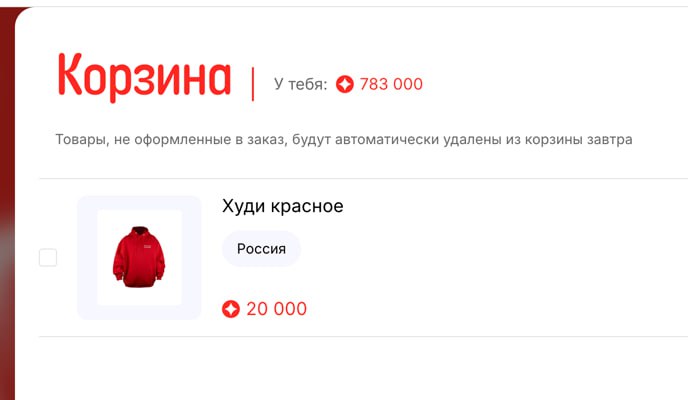 Корзина
У тебя: 783 000
Товары, не оформленные в заказ, будут автоматически удалены из корзины завтра
Худи красное
Россия
20 000